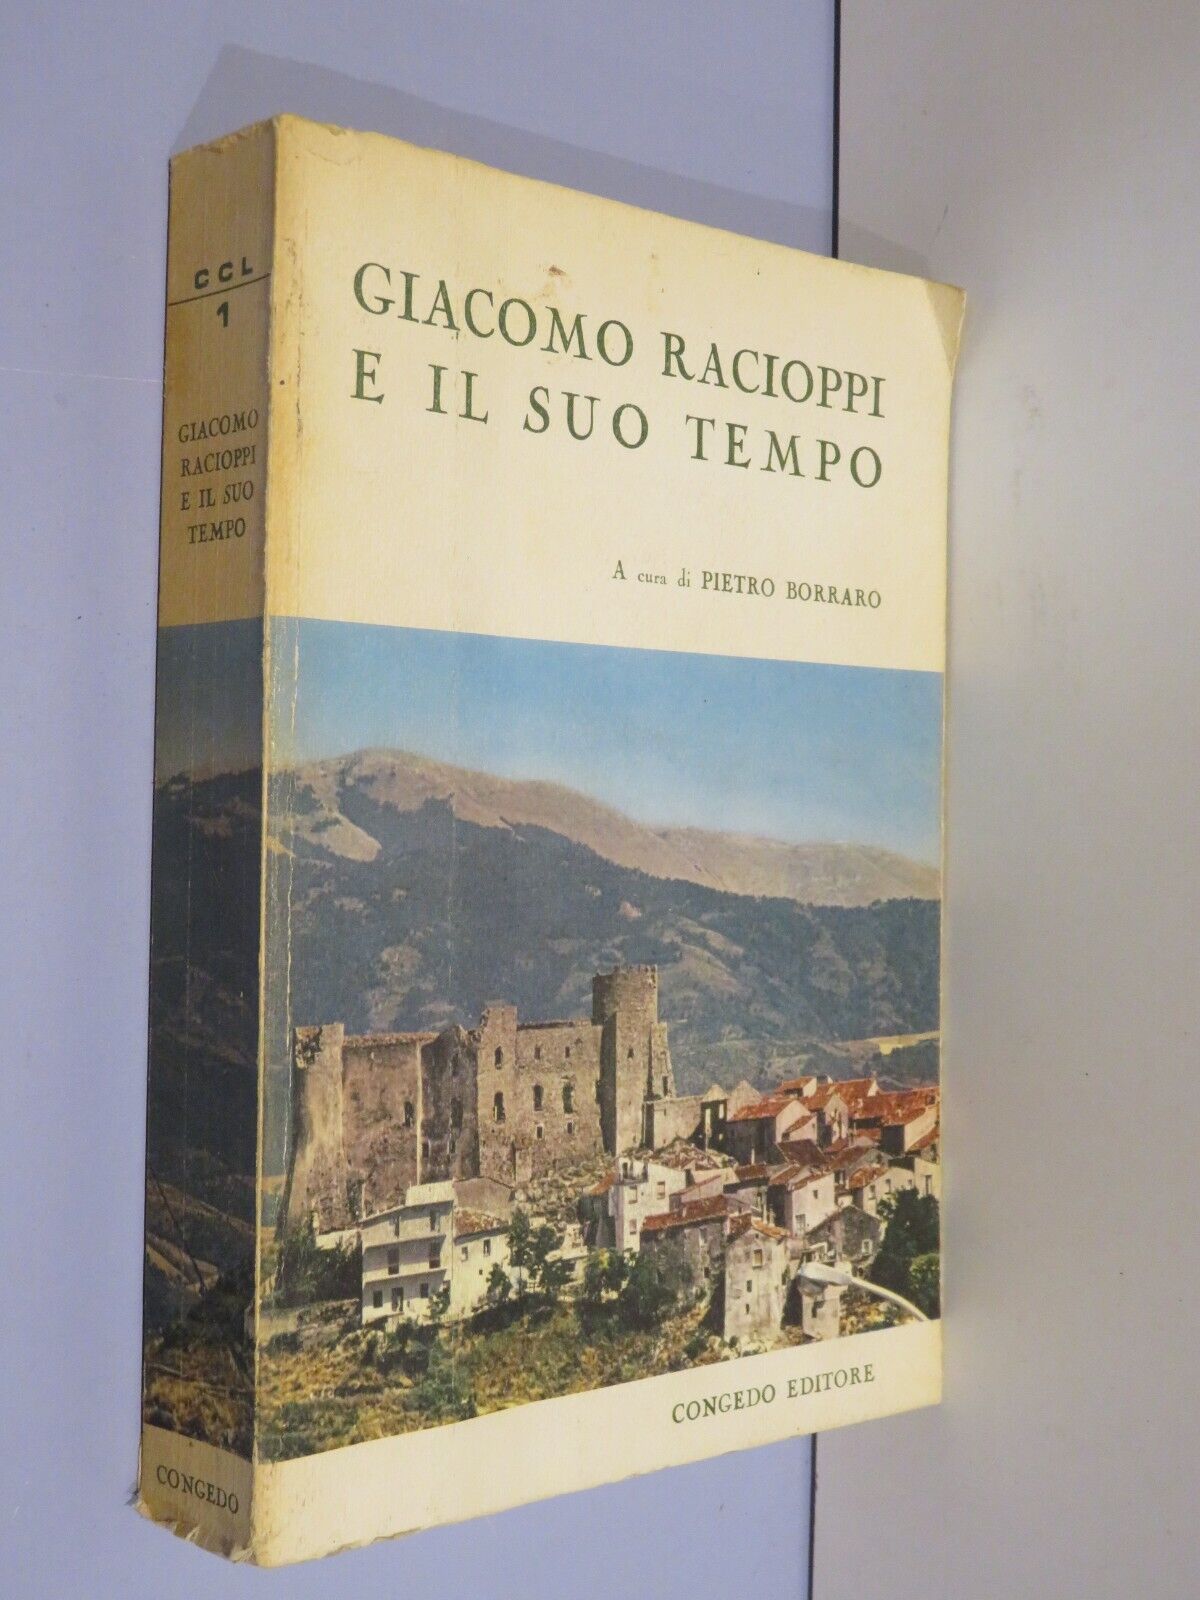 CCL
1
GIACOMO
RACIOPPI
E IL SUO
TEMPO
CONGEDO
GIACOMO RACIOPPI
E IL SUO TEMPO
A cura di PIETRO BORRARO
CONGEDO EDITORE